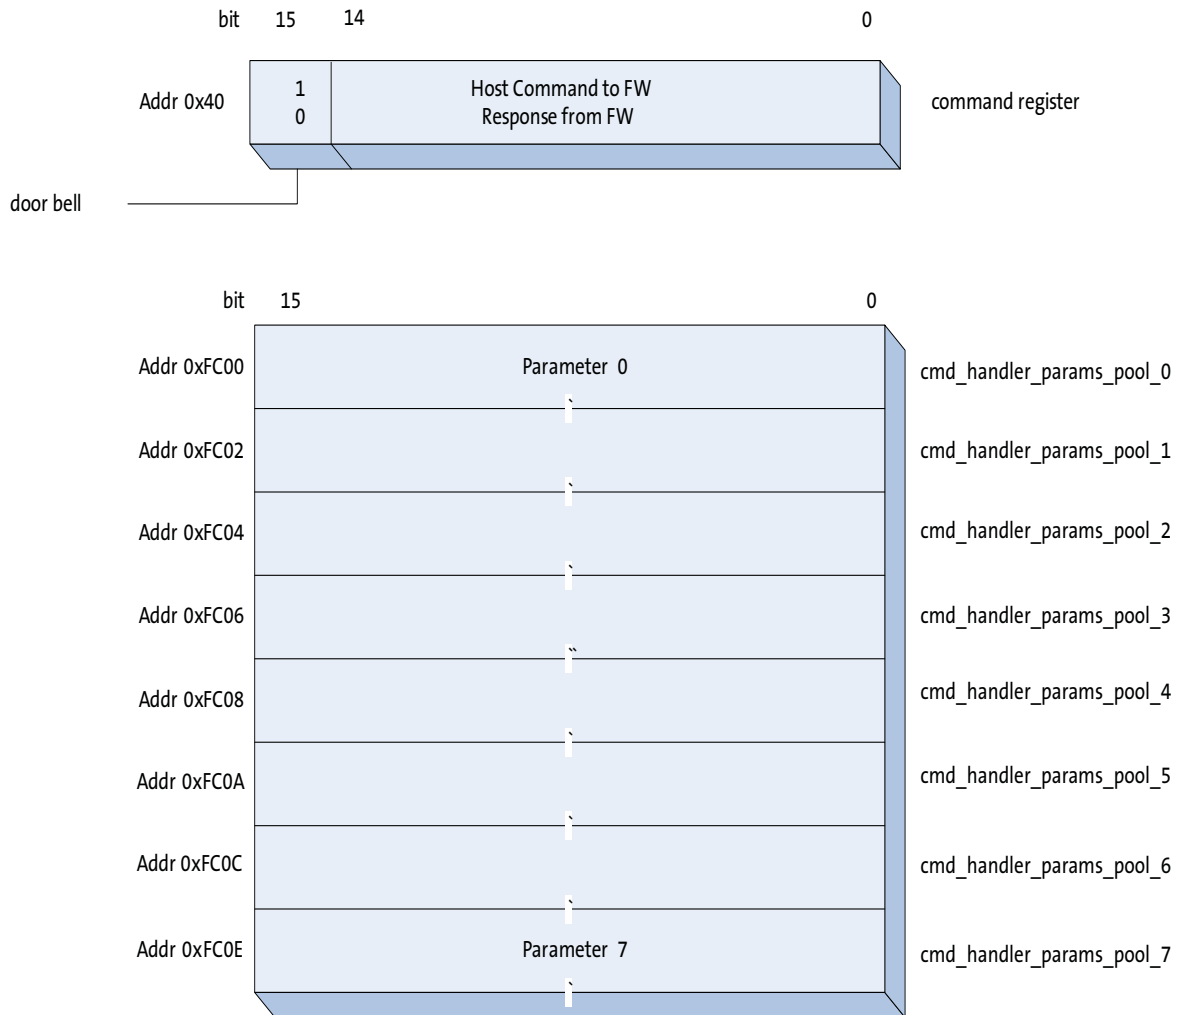 bit 15 14 0
Addr 0x40 1 Host Command to FW command register
0 Response from FW
door bell
bit 15 0
Addr 0xFC00 Parameter 0 cmd_handler_params_pool_0
Addr 0xFC02 cmd_handler_params_pool_1
Addr 0xFC04 cmd_handler_params_pool_2
Addr 0xFC06 cmd_handler_params_pool_3
Addr 0xFC08 cmd_handler_params_pool_4
Addr 0xFC0A cmd_handler_params_pool_5
Addr 0xFC0C cmd_handler_params_pool_6
Addr 0xFC0E Parameter 7 cmd_handler_params_pool_7